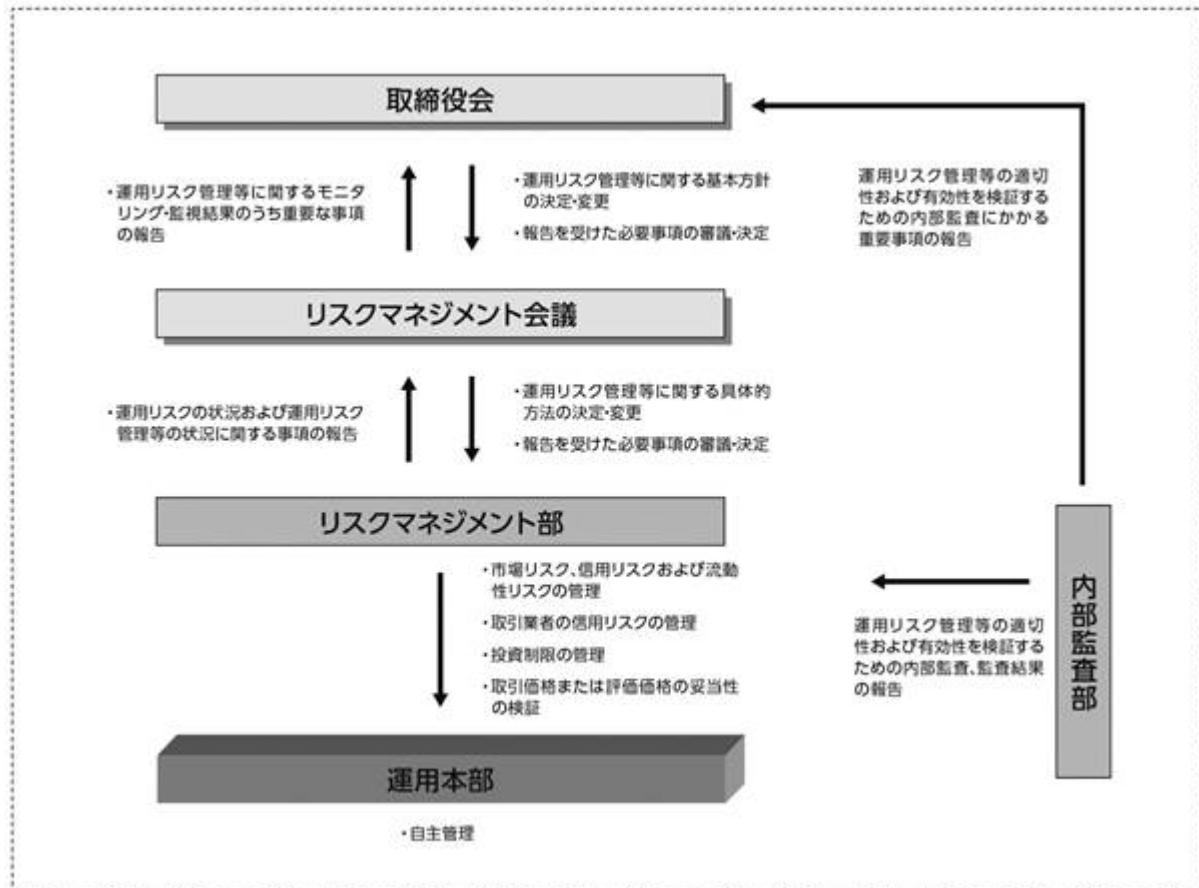 取締役会
・運用リスク管理等に関するモニタ
リング・監視結果のうち重要な事項
の報告
・運用リスク管理等に関する基本方針
の決定・変更
・報告を受けた必要事項の審議・決定
運用リスク管理等の適切
性および有効性を検証する
ための内部監査にかかる
重要事項の報告
リスクマネジメント会議
・運用リスクの状況および運用リスク
管理等の状況に関する事項の報告
・運用リスク管理等に関する具体的
方法の決定・変更
・報告を受けた必要事項の審議・決定
リスクマネジメント部
・市場リスク、信用リスクおよび流動
性リスクの管理
・取引業者の信用リスクの管理
・投資制限の管理
・取引価格または評価価格の妥当性
の検証
運用リスク管理等の適切
性および有効性を検証する
ための内部監査、監査結果
の報告
内部監査部
運用本部
・自主管理